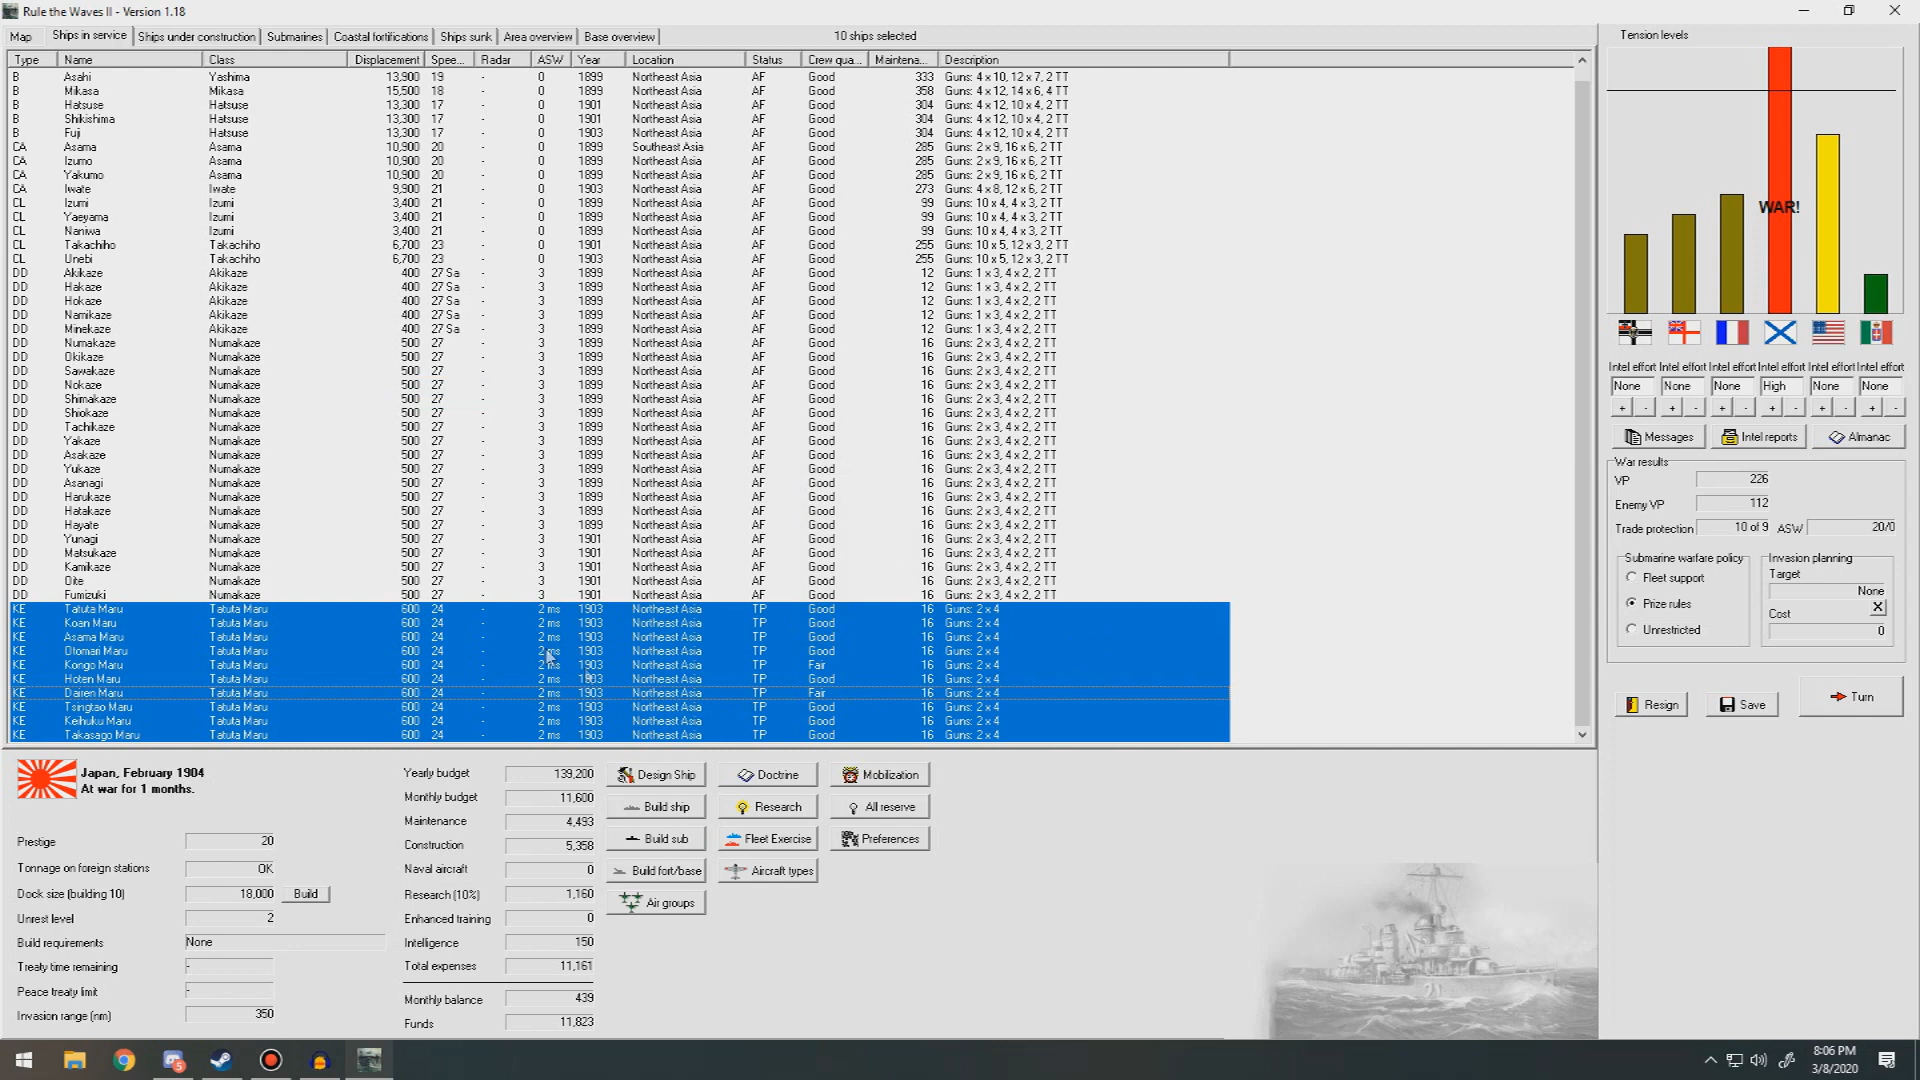 Rule the Waves II - Version 1.18
Map Ships in service Ships under construction Submarines Coastal fortifications Ships sunk Area overview Base overview 10 ships selected
Type Name Class Displacement Spee... Radar ASW Year Location Status Crew qua... Maintena... Description
B Asahi Yashima 13,900 19 - 0 1899 Northeast Asia AF Good 333 Guns: 4 x 10, 12 x 7, 2 TT
B Mikasa Mikasa 15,500 18 - 0 1899 Northeast Asia AF Good 358 Guns: 4 x 12, 14 x 6, 4 TT
B Hatsuse Hatsuse 13,300 17 - 0 1901 Northeast Asia AF Good 304 Guns: 4 x 12, 10 x 4, 2 TT
B Shikishima Hatsuse 13,300 17 - 0 1901 Northeast Asia AF Good 304 Guns: 4 x 12, 10 x 4, 2 TT
B Fuji Hatsuse 13,300 17 - 0 1903 Northeast Asia AF Good 304 Guns: 4 x 12, 10 x 4, 2 TT
CA Asama Asama 10,900 20 - 0 1899 Southeast Asia AF Good 285 Guns: 2 x 9, 16 x 6, 2 TT
CA Izumo Asama 10,900 20 - 0 1899 Northeast Asia AF Good 285 Guns: 2 x 9, 16 x 6, 2 TT
CA Yakumo Asama 10,900 20 - 0 1899 Northeast Asia AF Good 285 Guns: 2 x 9, 16 x 6, 2 TT
CA Iwate Iwate 9,900 21 - 0 1903 Northeast Asia AF Good 273 Guns: 4 x 8, 12 x 6, 2 TT
CL Izumi Izumi 3,400 21 - 0 1899 Northeast Asia AF Good 99 Guns: 10 x 4, 4 x 3, 2 TT
CL Yaeyama Izumi 3,400 21 - 0 1899 Northeast Asia AF Good 99 Guns: 10 x 4, 4 x 3, 2 TT
CL Naniwa Izumi 3,400 21 - 0 1899 Northeast Asia AF Good 99 Guns: 10 x 4, 4 x 3, 2 TT
CL Takachiho Takachiho 6,700 23 - 0 1901 Northeast Asia AF Good 255 Guns: 10 x 5, 12 x 3, 2 TT
CL Unebi Takachiho 6,700 23 - 0 1903 Northeast Asia AF Good 255 Guns: 10 x 5, 12 x 3, 2 TT
DD Akikaze Akikaze 400 27 Sa - 3 1899 Northeast Asia AF Good 12 Guns: 1 x 3, 4 x 2, 2 TT
DD Hakaze Akikaze 400 27 Sa - 3 1899 Northeast Asia AF Good 12 Guns: 1 x 3, 4 x 2, 2 TT
DD Hokaze Akikaze 400 27 Sa - 3 1899 Northeast Asia AF Good 12 Guns: 1 x 3, 4 x 2, 2 TT
DD Namikaze Akikaze 400 27 Sa - 3 1899 Northeast Asia AF Good 12 Guns: 1 x 3, 4 x 2, 2 TT
DD Minekaze Akikaze 400 27 Sa - 3 1899 Northeast Asia AF Good 12 Guns: 1 x 3, 4 x 2, 2 TT
DD Numakaze Numakaze 500 27 - 3 1899 Northeast Asia AF Good 16 Guns: 2 x 3, 4 x 2, 2 TT
DD Okikaze Numakaze 500 27 - 3 1899 Northeast Asia AF Good 16 Guns: 2 x 3, 4 x 2, 2 TT
DD Sawakaze Numakaze 500 27 - 3 1899 Northeast Asia AF Good 16 Guns: 2 x 3, 4 x 2, 2 TT
DD Nokaze Numakaze 500 27 - 3 1899 Northeast Asia AF Good 16 Guns: 2 x 3, 4 x 2, 2 TT
DD Shimakaze Numakaze 500 27 - 3 1899 Northeast Asia AF Good 16 Guns: 2 x 3, 4 x 2, 2 TT
DD Shiokaze Numakaze 500 27 - 3 1899 Northeast Asia AF Good 16 Guns: 2 x 3, 4 x 2, 2 TT
DD Tachikaze Numakaze 500 27 - 3 1899 Northeast Asia AF Good 16 Guns: 2 x 3, 4 x 2, 2 TT
DD Yakaze Numakaze 500 27 - 3 1899 Northeast Asia AF Good 16 Guns: 2 x 3, 4 x 2, 2 TT
DD Asakaze Numakaze 500 27 - 3 1899 Northeast Asia AF Good 16 Guns: 2 x 3, 4 x 2, 2 TT
DD Yukaze Numakaze 500 27 - 3 1899 Northeast Asia AF Good 16 Guns: 2 x 3, 4 x 2, 2 TT
DD Asanagi Numakaze 500 27 - 3 1899 Northeast Asia AF Good 16 Guns: 2 x 3, 4 x 2, 2 TT
DD Harukaze Numakaze 500 27 - 3 1899 Northeast Asia AF Good 16 Guns: 2 x 3, 4 x 2, 2 TT
DD Hatakaze Numakaze 500 27 - 3 1899 Northeast Asia AF Good 16 Guns: 2 x 3, 4 x 2, 2 TT
DD Hayate Numakaze 500 27 - 3 1899 Northeast Asia AF Good 16 Guns: 2 x 3, 4 x 2, 2 TT
DD Yunagi Numakaze 500 27 - 3 1901 Northeast Asia AF Good 16 Guns: 2 x 3, 4 x 2, 2 TT
DD Matsukaze Numakaze 500 27 - 3 1901 Northeast Asia AF Good 16 Guns: 2 x 3, 4 x 2, 2 TT
DD Kamikaze Numakaze 500 27 - 3 1901 Northeast Asia AF Good 16 Guns: 2 x 3, 4 x 2, 2 TT
DD Oite Numakaze 500 27 - 3 1901 Northeast Asia AF Good 16 Guns: 2 x 3, 4 x 2, 2 TT
DD Fumizuki Numakaze 500 27 - 3 1901 Northeast Asia AF Good 16 Guns: 2 x 3, 4 x 2, 2 TT
KE Tatuta Maru Tatuta Maru 600 24 - 2 ms 1903 Northeast Asia TP Good 16 Guns: 2 x 4
KE Koan Maru Tatuta Maru 600 24 - 2 ms 1903 Northeast Asia TP Good 16 Guns: 2 x 4
KE Asama Maru Tatuta Maru 600 24 - 2 ms 1903 Northeast Asia TP Good 16 Guns: 2 x 4
KE Otomari Maru Tatuta Maru 600 24 - 2 ms 1903 Northeast Asia TP Good 16 Guns: 2 x 4
KE Kongo Maru Tatuta Maru 600 24 - 2 ms 1903 Northeast Asia TP Fair 16 Guns: 2 x 4
KE Hoten Maru Tatuta Maru 600 24 - 2 ms 1903 Northeast Asia TP Good 16 Guns: 2 x 4
KE Dairen Maru Tatuta Maru 600 24 - 2 ms 1903 Northeast Asia TP Fair 16 Guns: 2 x 4
KE Tsingtao Maru Tatuta Maru 600 24 - 2 ms 1903 Northeast Asia TP Good 16 Guns: 2 x 4
KE Keihuku Maru Tatuta Maru 600 24 - 2 ms 1903 Northeast Asia TP Good 16 Guns: 2 x 4
KE Takasago Maru Tatuta Maru 600 24 - 2 ms 1903 Northeast Asia TP Good 16 Guns: 2 x 4
Tension levels
WAR!
Intel effort Intel effort Intel effort Intel effort Intel effort Intel effort
None None None High None None
+ - + - + - + - + - + -
Messages Intel reports Almanac
War results
VP 226
Enemy VP 112
Trade protection 10 of 9 ASW 20/0
Submarine warfare policy
Fleet support
Prize rules
Unrestricted
Invasion planning
Target
None
Cost X
0
Resign Save Turn
Japan, February 1904
At war for 1 months.
Prestige 20
Tonnage on foreign stations OK
Dock size (building 10) 18,000 Build
Unrest level 2
Build requirements None
Treaty time remaining -
Peace treaty limit -
Invasion range (nm) 350
Yearly budget 139,200
Monthly budget 11,600
Maintenance 4,493
Construction 5,358
Naval aircraft 0
Research (10%) 1,160
Enhanced training 0
Intelligence 150
Total expenses 11,161
Monthly balance 439
Funds 11,823
Design Ship Doctrine Mobilization
Build ship Research All reserve
Build sub Fleet Exercise Preferences
Build fort/base Aircraft types
Air groups
8:06 PM
3/8/2020